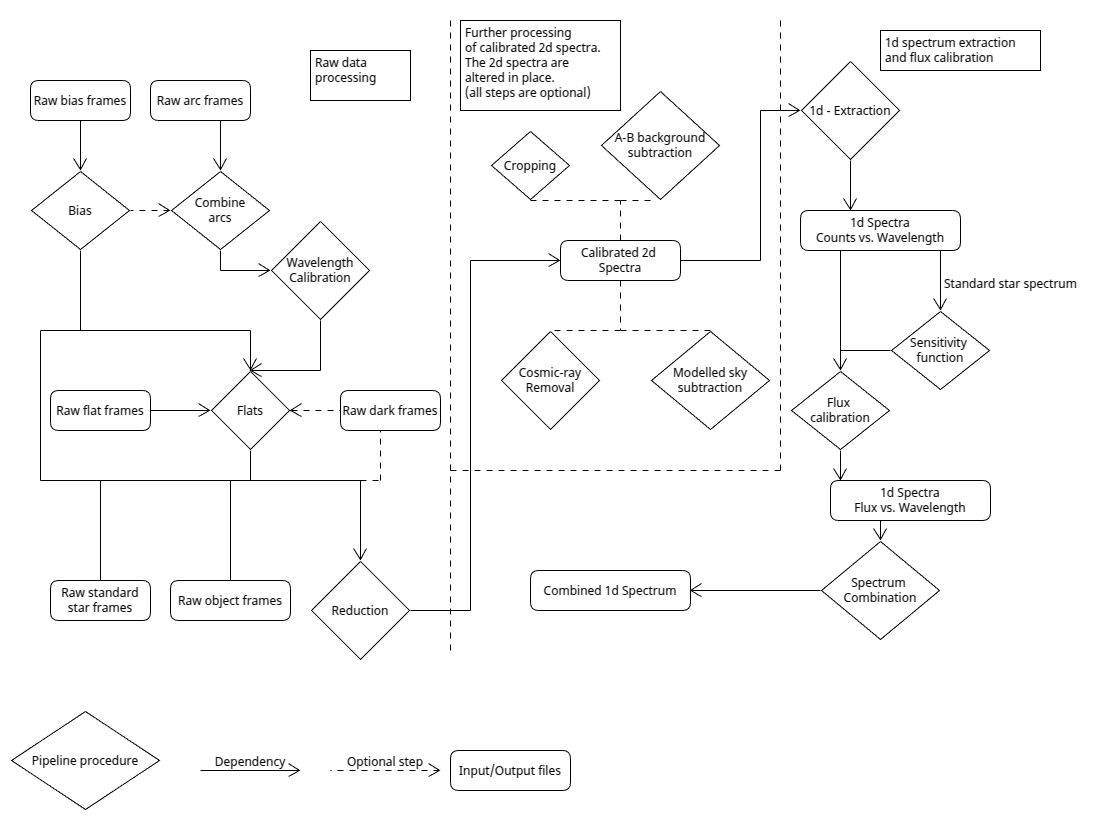 Raw data
processing
Raw bias frames
Raw arc frames
Bias
Combine
arcs
Wavelength
Calibration
Raw flat frames
Flats
Raw dark frames
Raw standard
star frames
Raw object frames
Reduction
Further processing
of calibrated 2d spectra.
The 2d spectra are
altered in place.
(all steps are optional)
Cropping
A-B background
subtraction
Calibrated 2d
Spectra
Cosmic-ray
Removal
Modelled sky
subtraction
1d spectrum extraction
and flux calibration
1d - Extraction
1d Spectra
Counts vs. Wavelength
Standard star spectrum
Sensitivity
function
Flux
calibration
1d Spectra
Flux vs. Wavelength
Spectrum
Combination
Combined 1d Spectrum
Pipeline procedure
Dependency
Optional step
Input/Output files